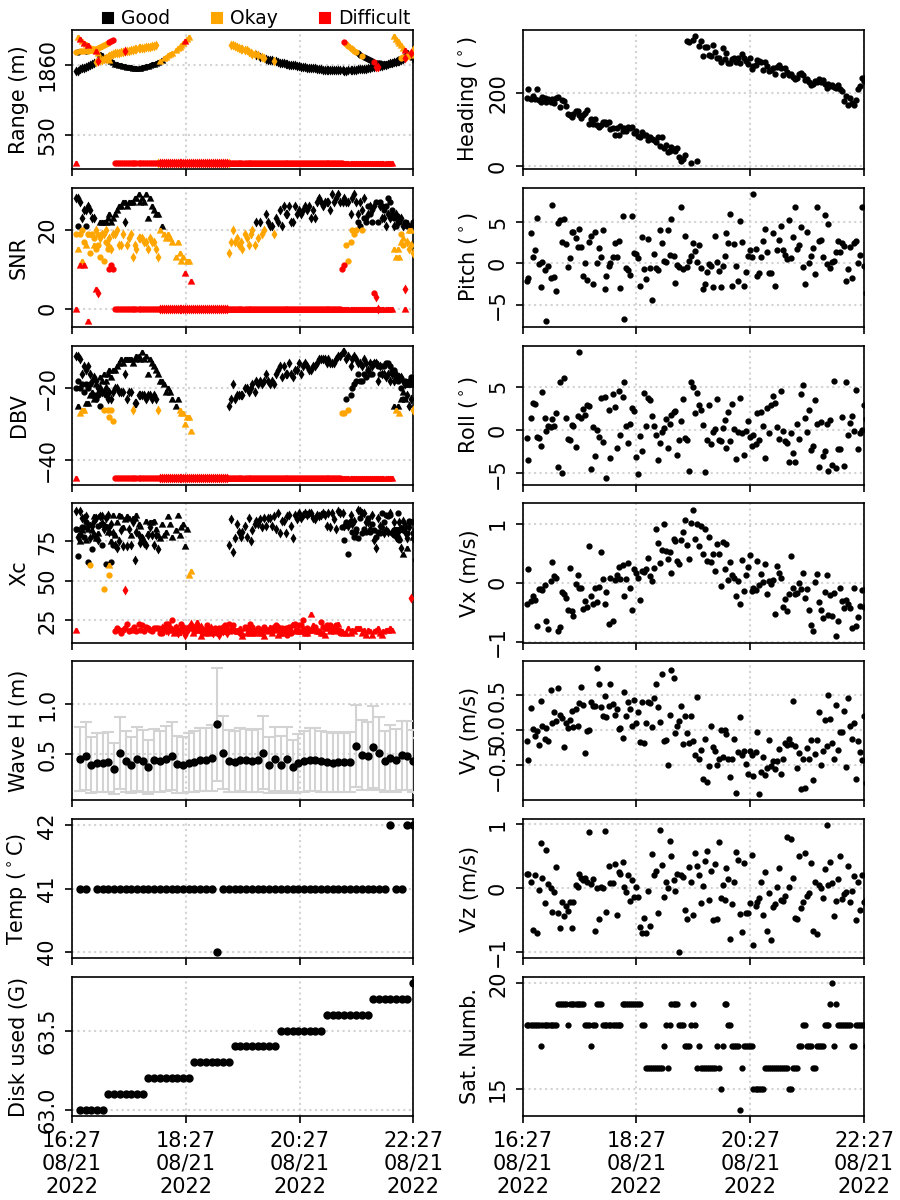 Good Okay Difficult
Range (m)
1860
530
Heading (°)
200
0
SNR
20
0
Pitch (°)
5
0
−5
DBV
−20
−40
Roll (°)
5
0
−5
Xc
75
50
25
Vx (m/s)
1
0
−1
Wave H (m)
1.0
0.5
Vy (m/s)
0.5
0.0
−0.5
Temp (°C)
42
41
40
Vz (m/s)
1
0
−1
Disk used (G)
63.5
63.0
Sat. Numb.
20
15
16:27 18:27 20:27 22:27
08/21 08/21 08/21 08/21
2022 2022 2022 2022
16:27 18:27 20:27 22:27
08/21 08/21 08/21 08/21
2022 2022 2022 2022